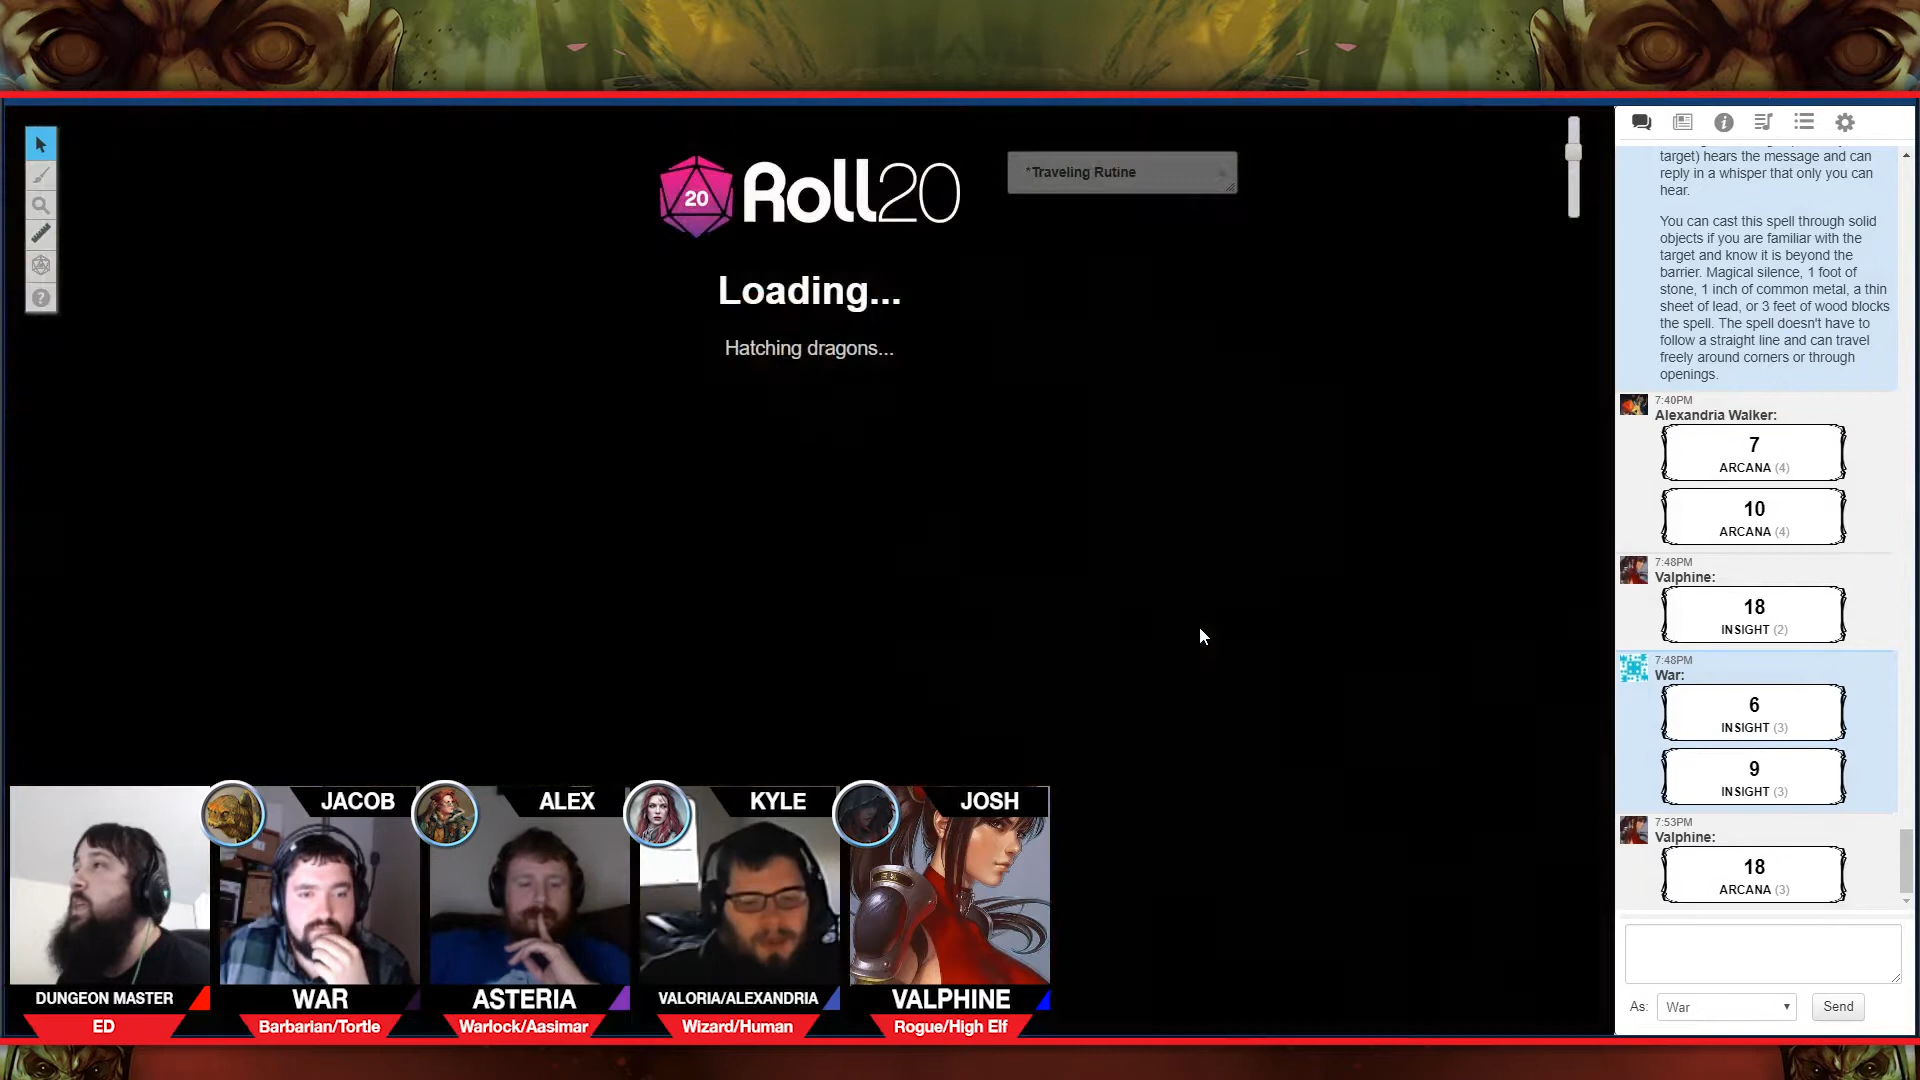 20
Roll20
*Traveling Rutine
Loading...
Hatching dragons...
target) hears the message and can
reply in a whisper that only you can
hear.
You can cast this spell through solid
objects if you are familiar with the
target and know it is beyond the
barrier. Magical silence, 1 foot of
stone, 1 inch of common metal, a thin
sheet of lead, or 3 feet of wood blocks
the spell. The spell doesn't have to
follow a straight line and can travel
freely around corners or through
openings.
7:40PM
Alexandria Walker:
7
ARCANA (4)
10
ARCANA (4)
7:48PM
Valphine:
18
INSIGHT (2)
7:48PM
War:
6
INSIGHT (3)
9
INSIGHT (3)
7:53PM
Valphine:
18
ARCANA (3)
As: War Send
JACOB
ALEX
KYLE
JOSH
DUNGEON MASTER
ED
WAR
Barbarian/Tortle
ASTERIA
Warlock/Aasimar
VALORIA/ALEXANDRIA
Wizard/Human
VALPHINE
Rogue/High Elf